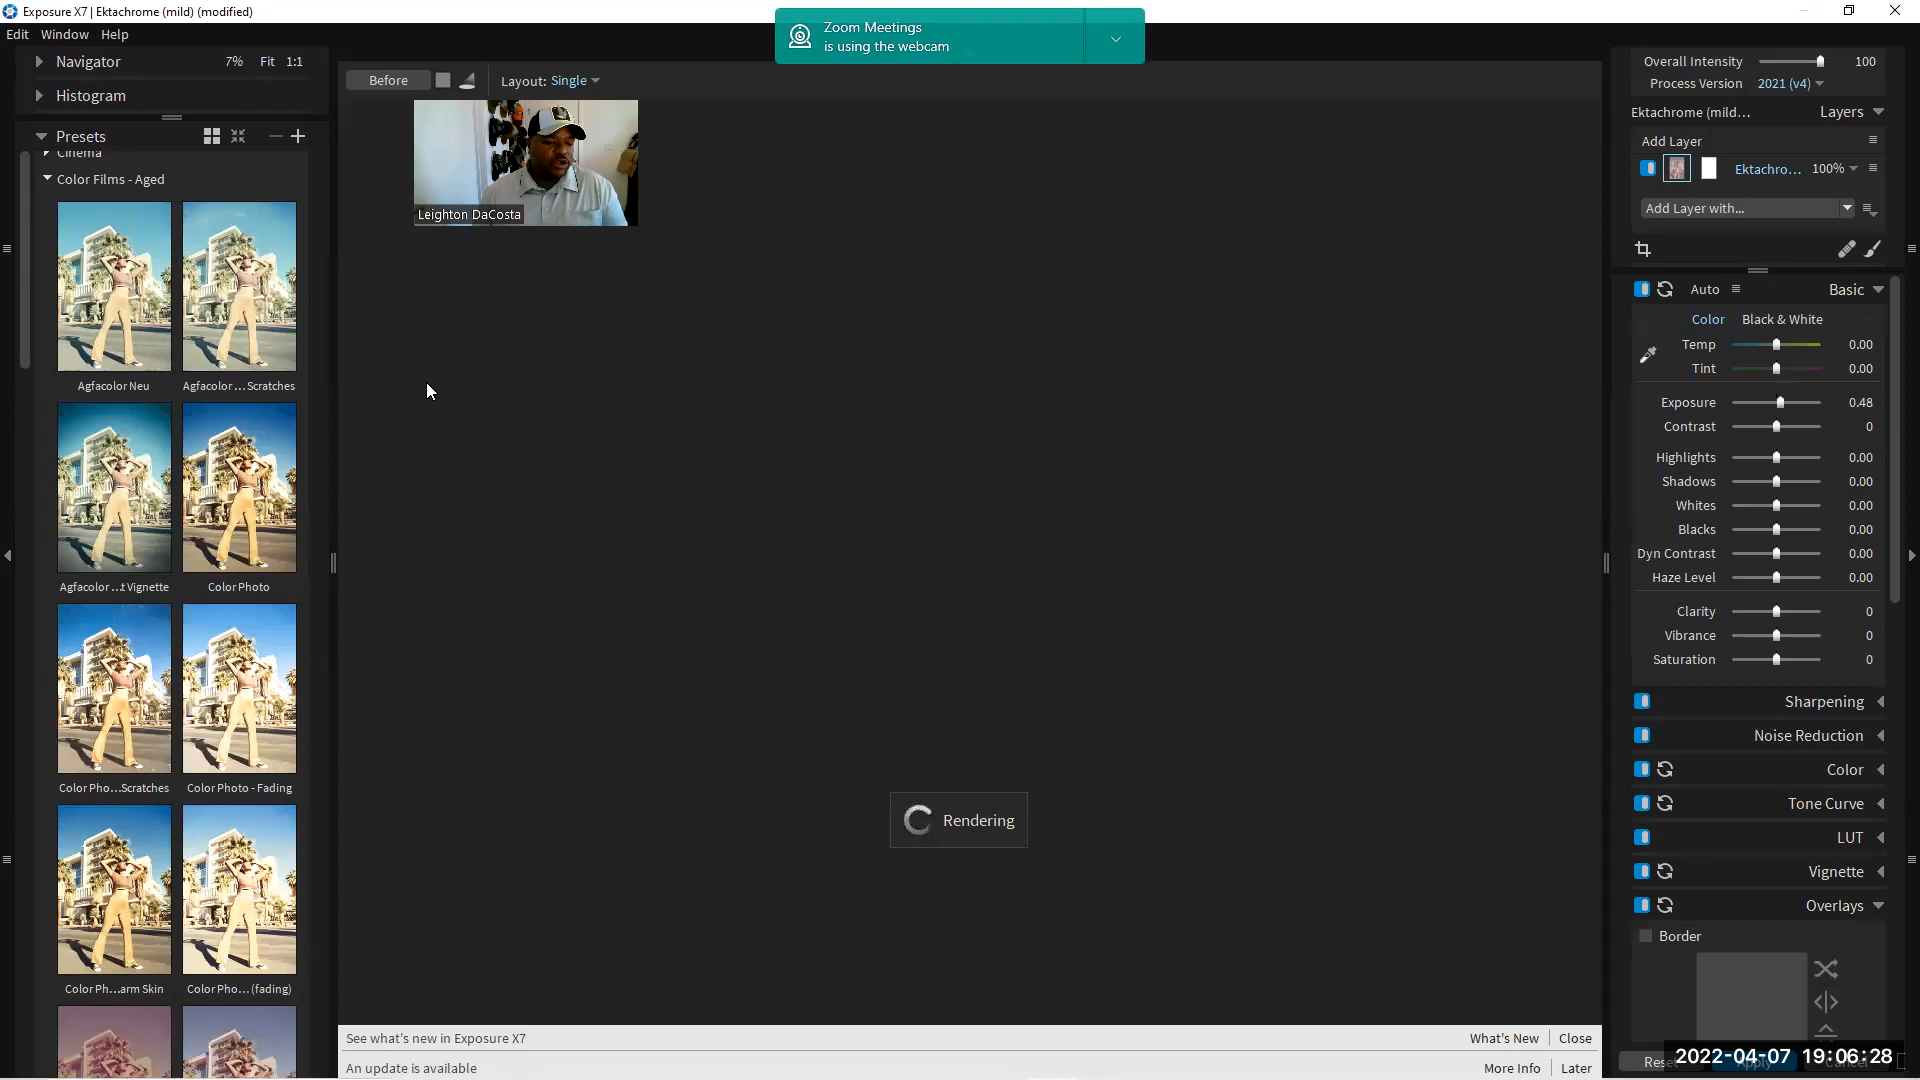 Exposure X7 | Ektachrome (mild) (modified)
Zoom Meetings
is using the webcam
Edit Window Help
Navigator 7% Fit 1:1
Histogram
Presets
Cinema
Color Films - Aged
Agfacolor Neu
Agfacolor ...Scratches
Agfacolor ...t Vignette
Color Photo
Color Pho...Scratches
Color Photo - Fading
Color Ph...arm Skin
Color Pho... (fading)
Before
Layout: Single
Leighton DaCosta
Rendering
See what's new in Exposure X7
What's New Close
An update is available
More Info Later
Overall Intensity 100
Process Version 2021 (v4)
Ektachrome (mild... Layers
Add Layer
Ektachro... 100%
Add Layer with...
Auto Basic
Color Black & White
Temp 0.00
Tint 0.00
Exposure 0.48
Contrast 0
Highlights 0.00
Shadows 0.00
Whites 0.00
Blacks 0.00
Dyn Contrast 0.00
Haze Level 0.00
Clarity 0
Vibrance 0
Saturation 0
Sharpening
Noise Reduction
Color
Tone Curve
LUT
Vignette
Overlays
Border
2022-04-07 19:06:28